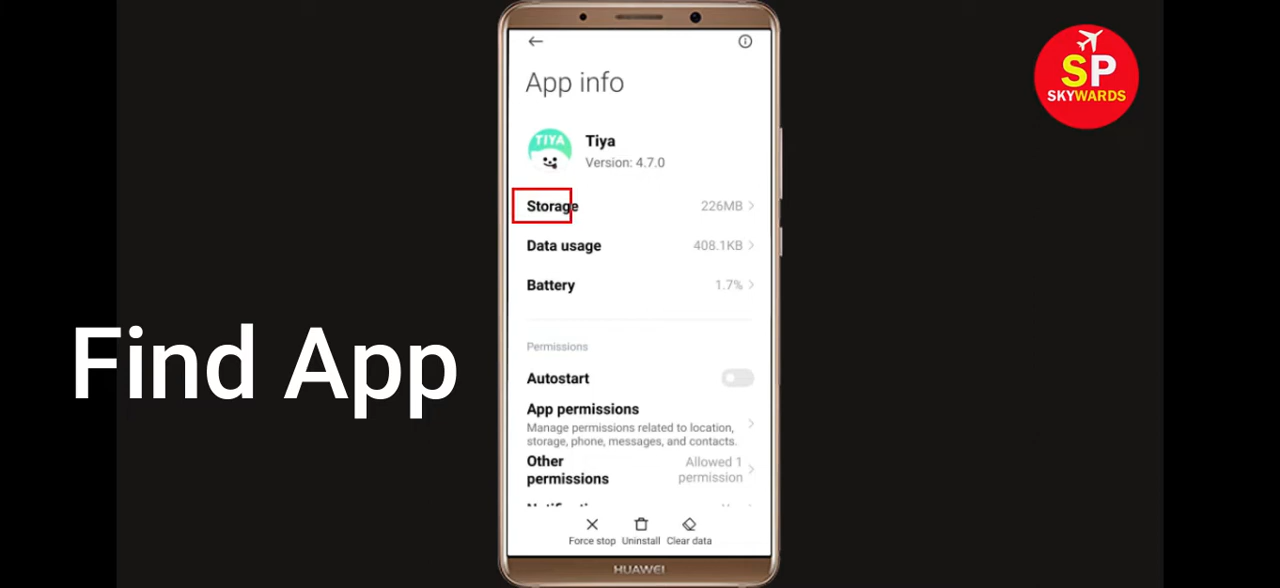 SP
SKYWARDS
App info
TIYA
Tiya
Version: 4.7.0
Storage 226MB
Data usage 408.1KB
Battery 1.7%
Find App
Permissions
Autostart
App permissions
Manage permissions related to location,
storage, phone, messages, and contacts.
Other permissions
Allowed 1 permission
Force stop Uninstall Clear data
HUAWEI